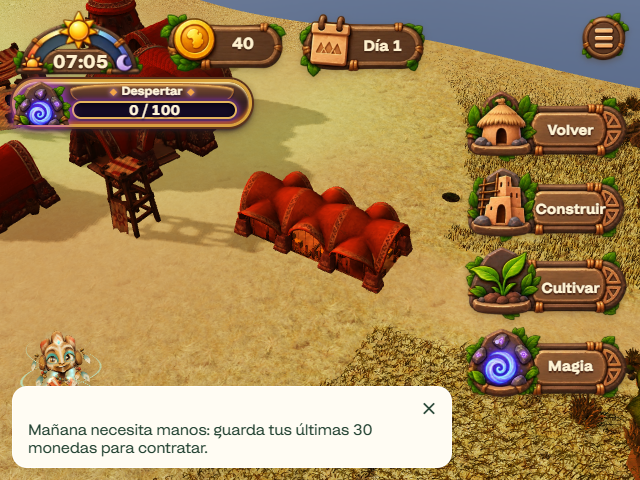 07:05
40
Día 1
Despertar
0 / 100
Volver
Construir
Cultivar
Magia
Mañana necesita manos: guarda tus últimas 30
monedas para contratar.